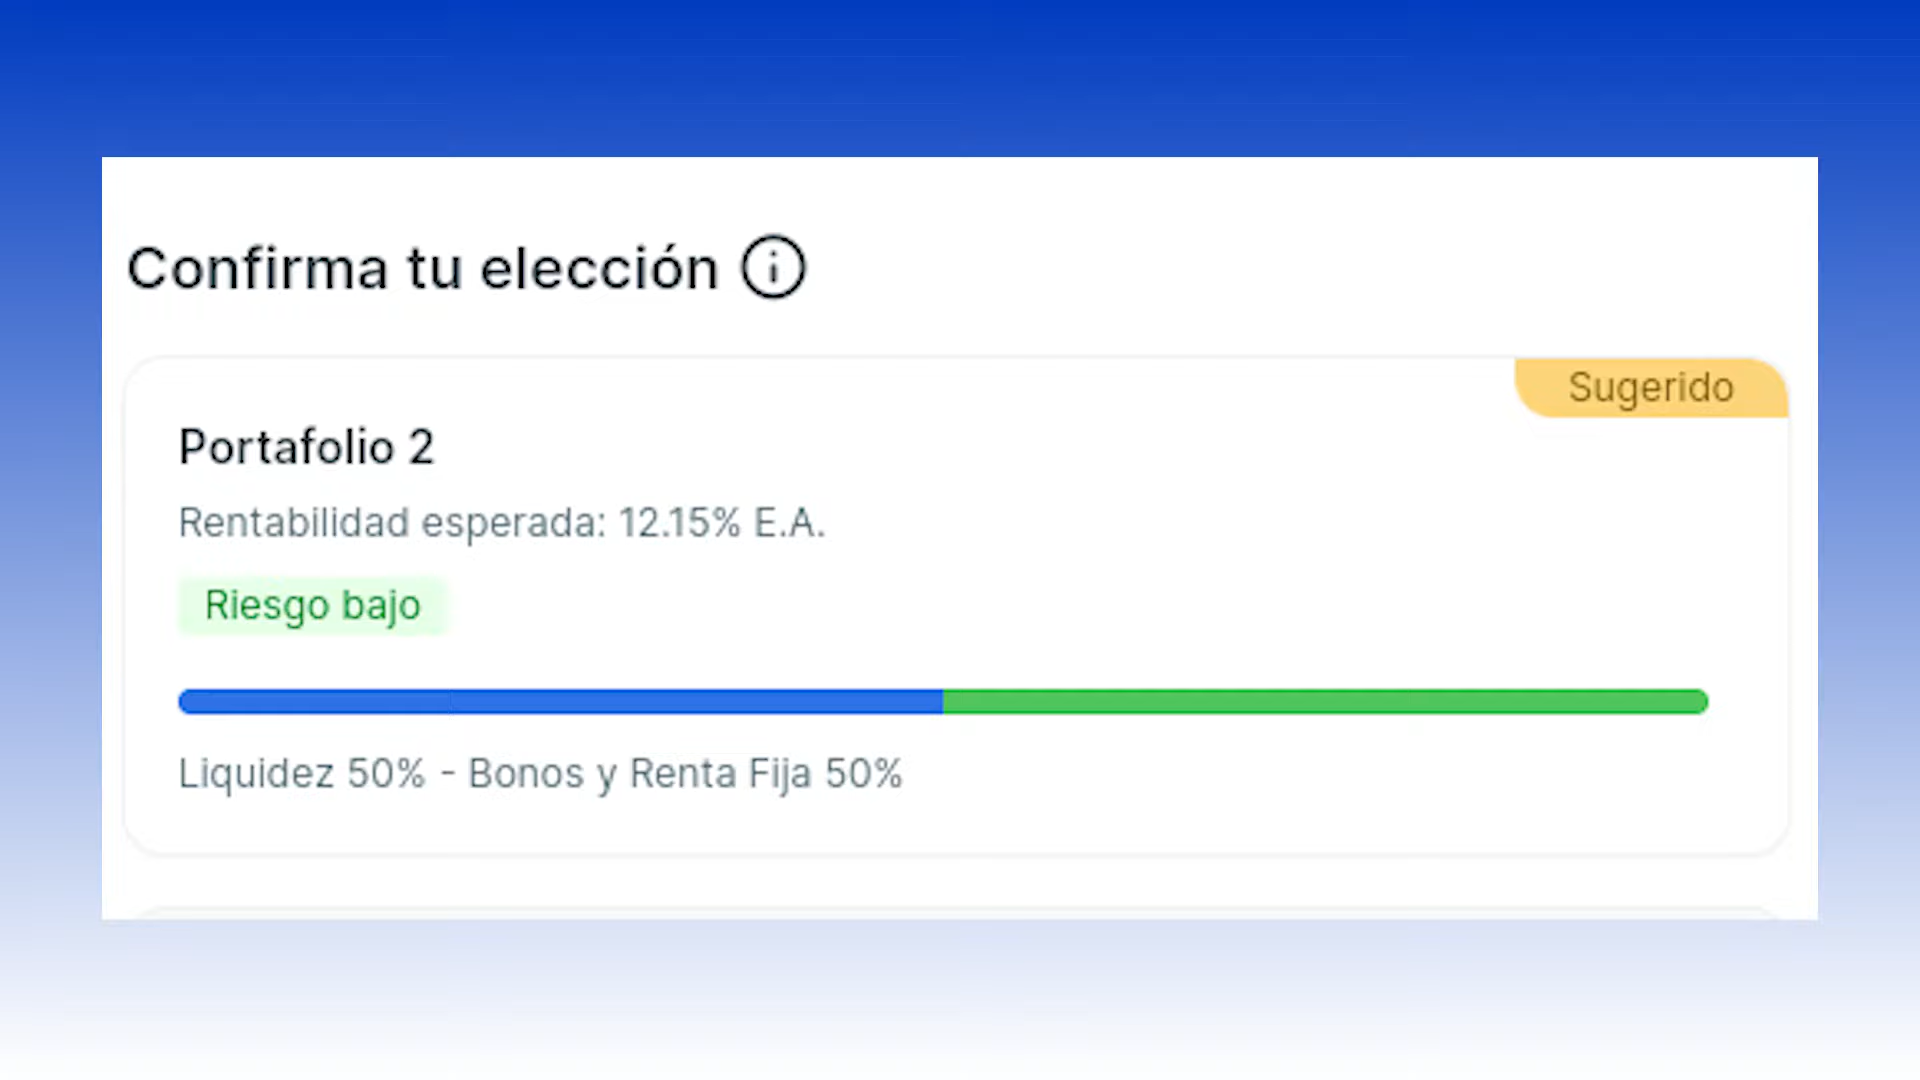 Confirma tu elección
Sugerido
Portafolio 2
Rentabilidad esperada: 12.15% E.A.
Riesgo bajo
Liquidez 50% - Bonos y Renta Fija 50%